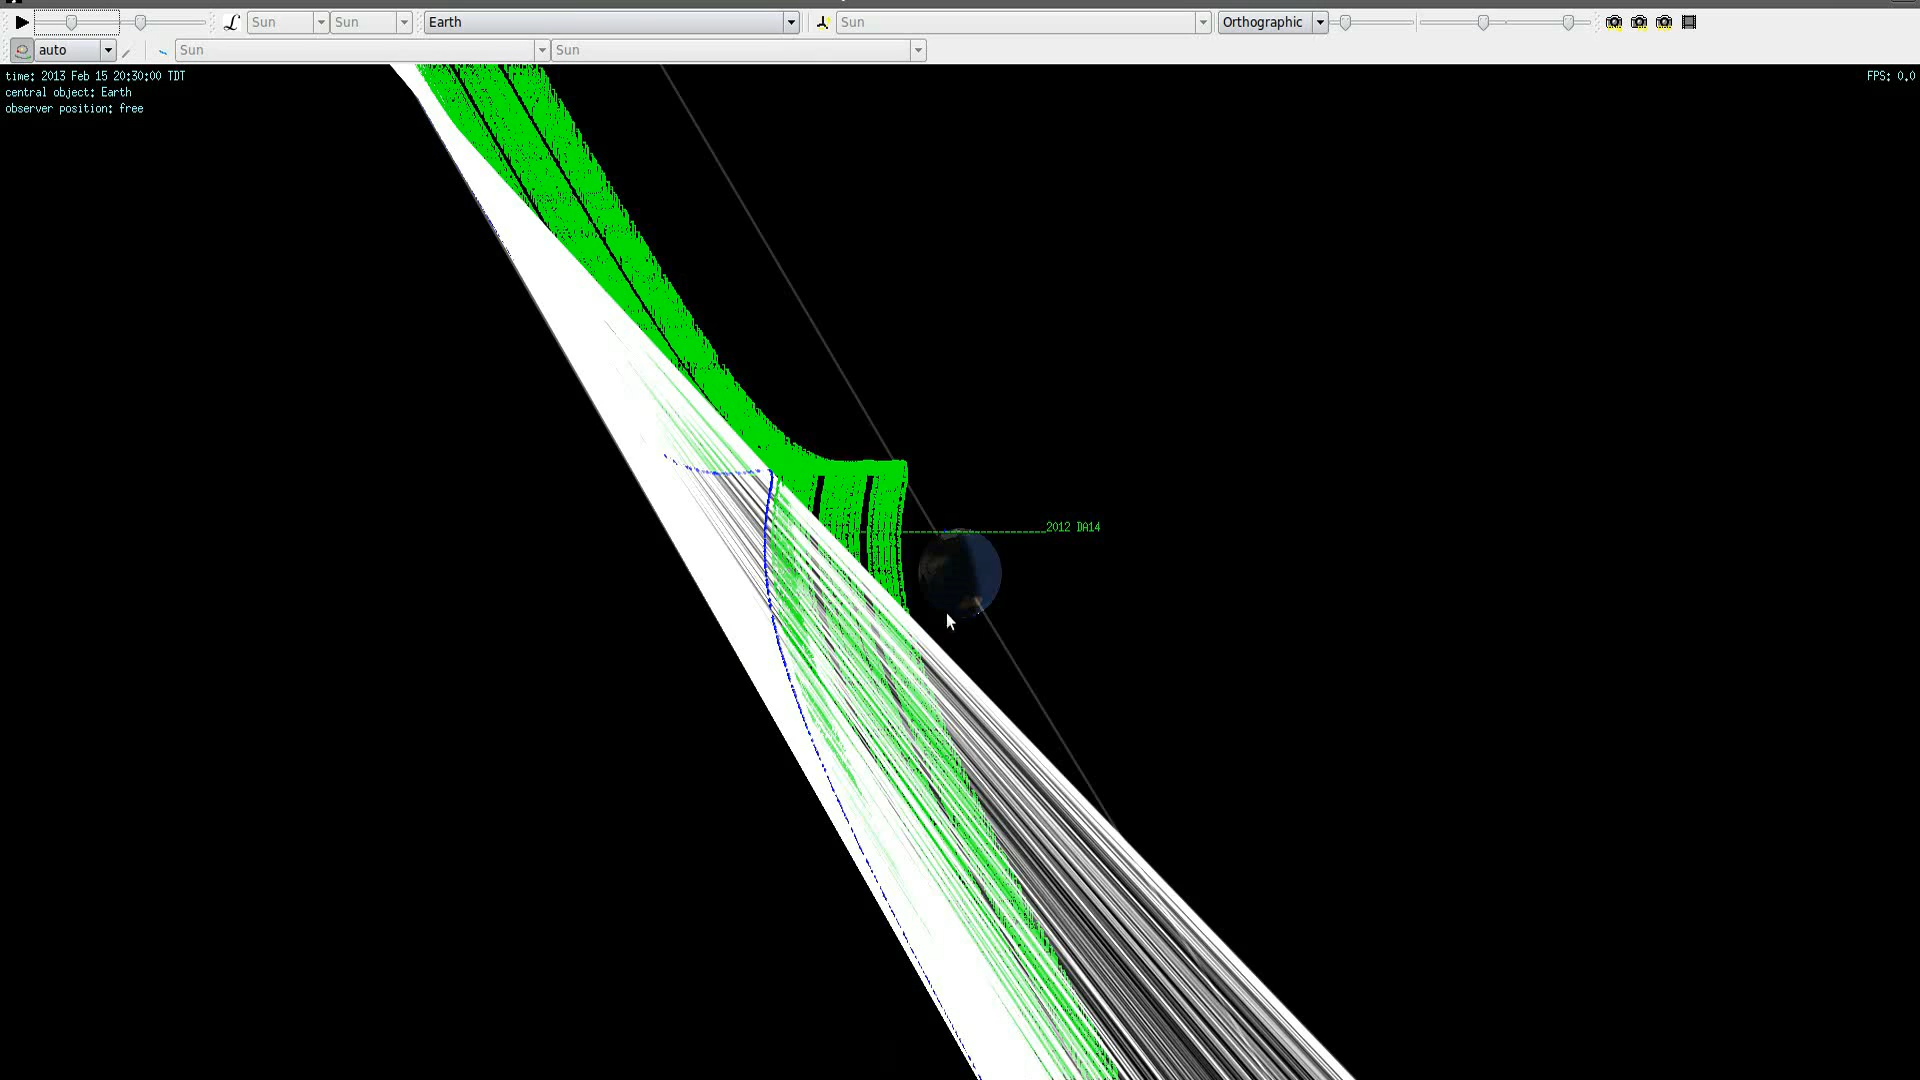 ℒ Sun Sun Earth Sun Orthographic
auto Sun Sun
time: 2013 Feb 15 20:30:00 TDT
FPS: 0.0
central object: Earth
observer position: free
2012 DA14